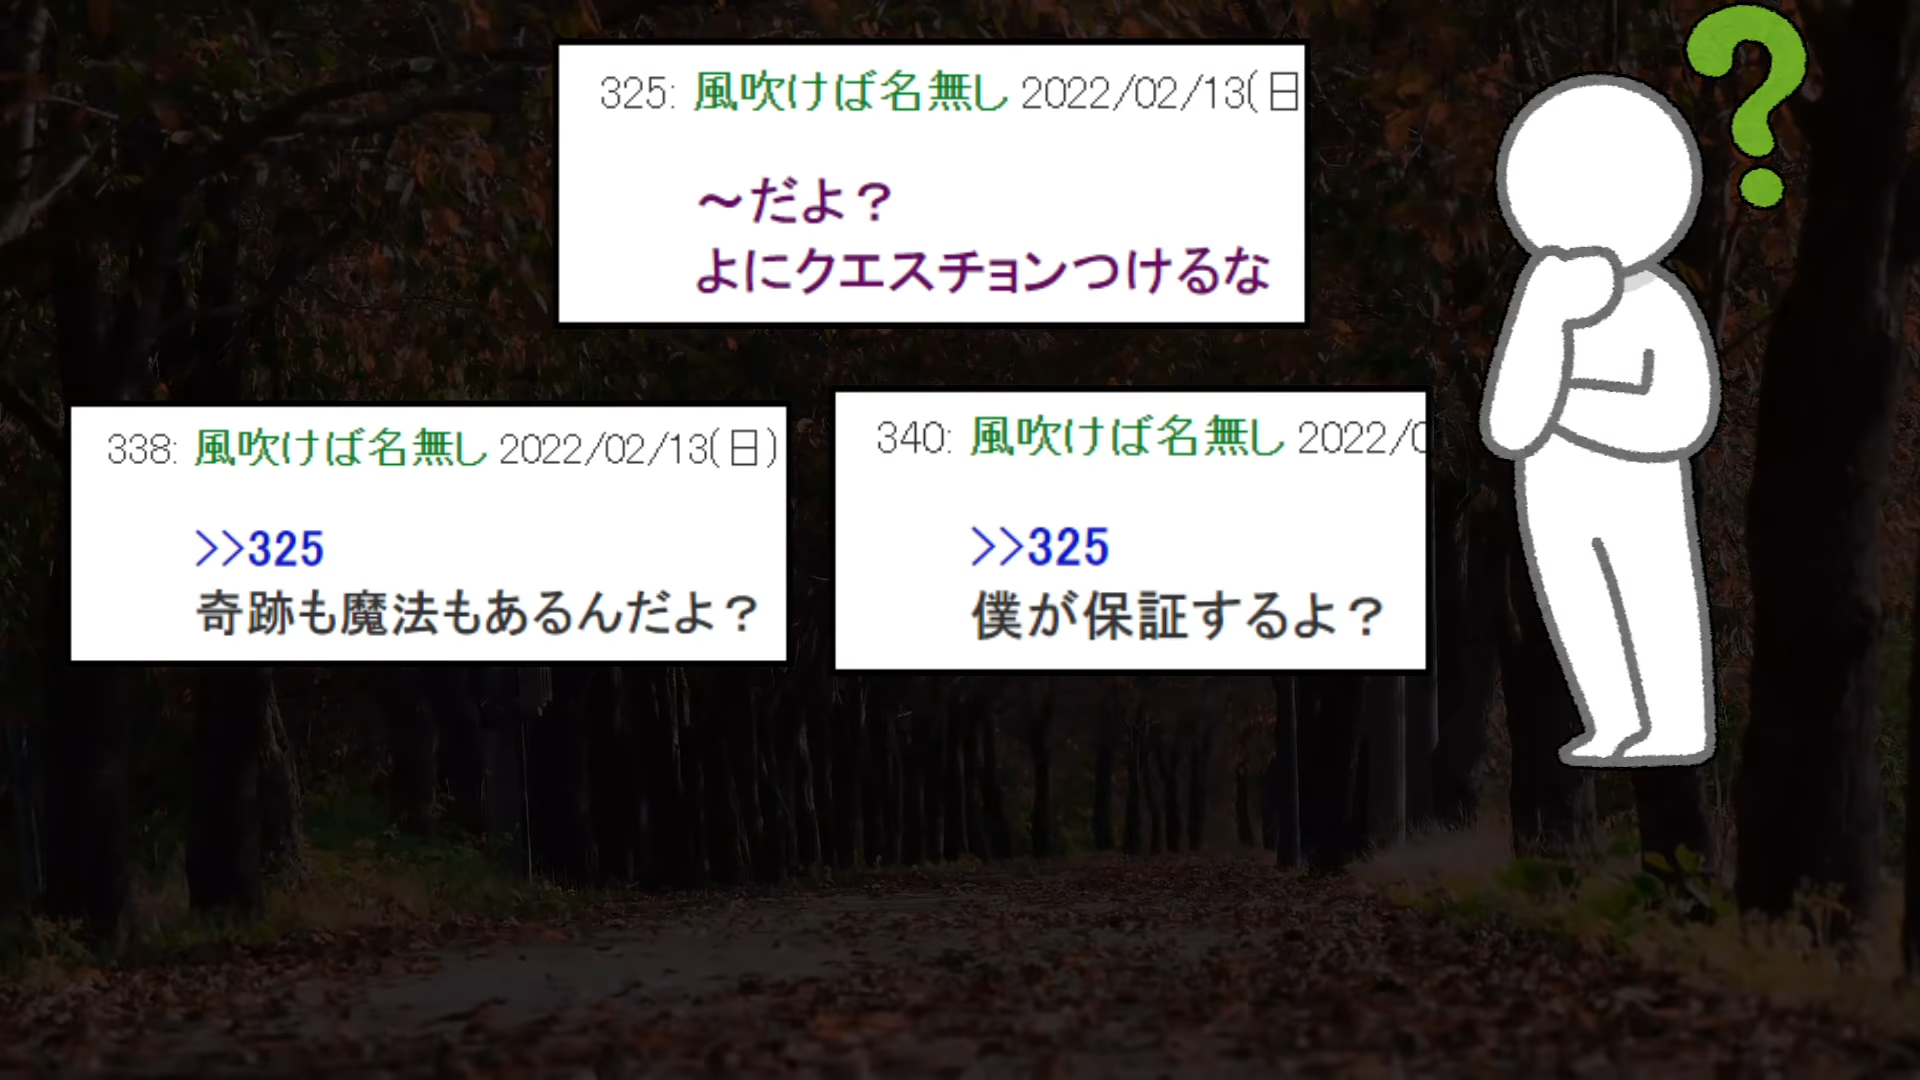 325: 風吹けば名無し 2022/02/13(日
～だよ？
よにクエスチョンつけるな
338: 風吹けば名無し 2022/02/13(日)
>>325
奇跡も魔法もあるんだよ？
340: 風吹けば名無し 2022/0
>>325
僕が保証するよ？
?